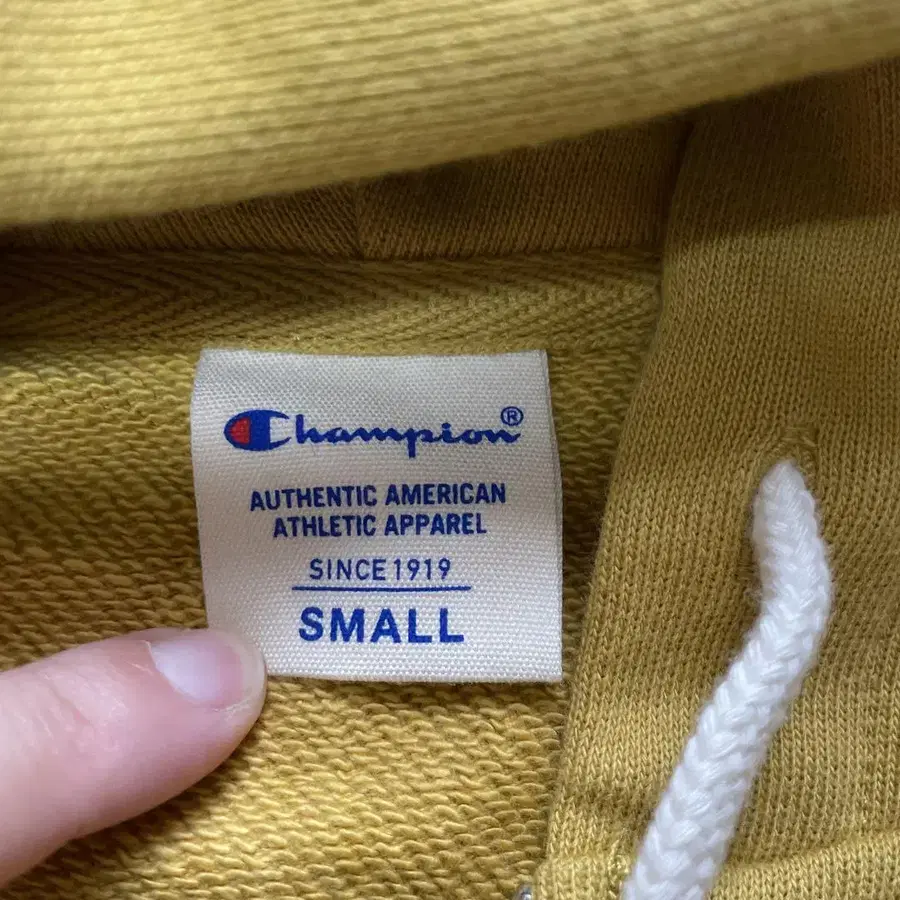 Champion®
AUTHENTIC AMERICAN
ATHLETIC APPAREL
SINCE 1919
SMALL